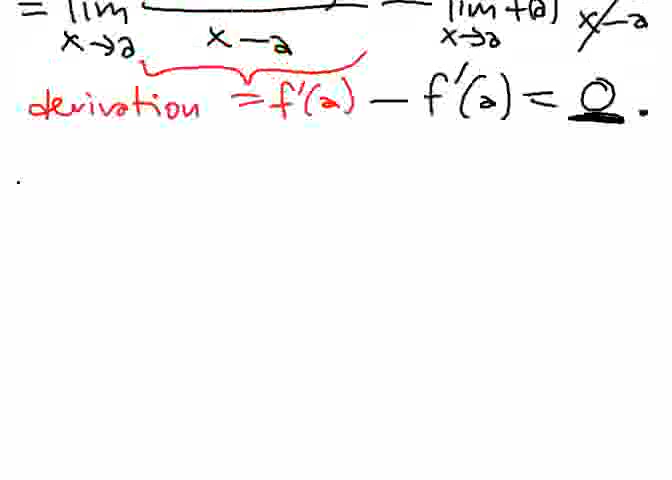 = lim
x→a x-a lim x→a x-a
derivation = f'(a) - f'(a) = 0.